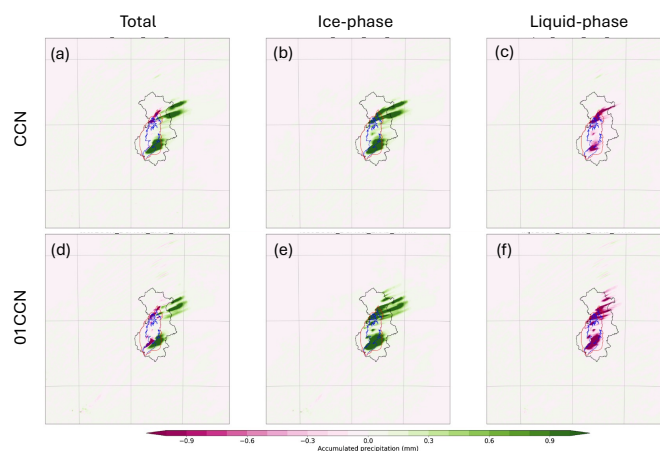 Total Ice-phase Liquid-phase
CCN
(a) (b) (c)
01CCN
(d) (e) (f)
−0.9 −0.6 −0.3 0.0 0.3 0.6 0.9
Accumulated precipitation (mm)